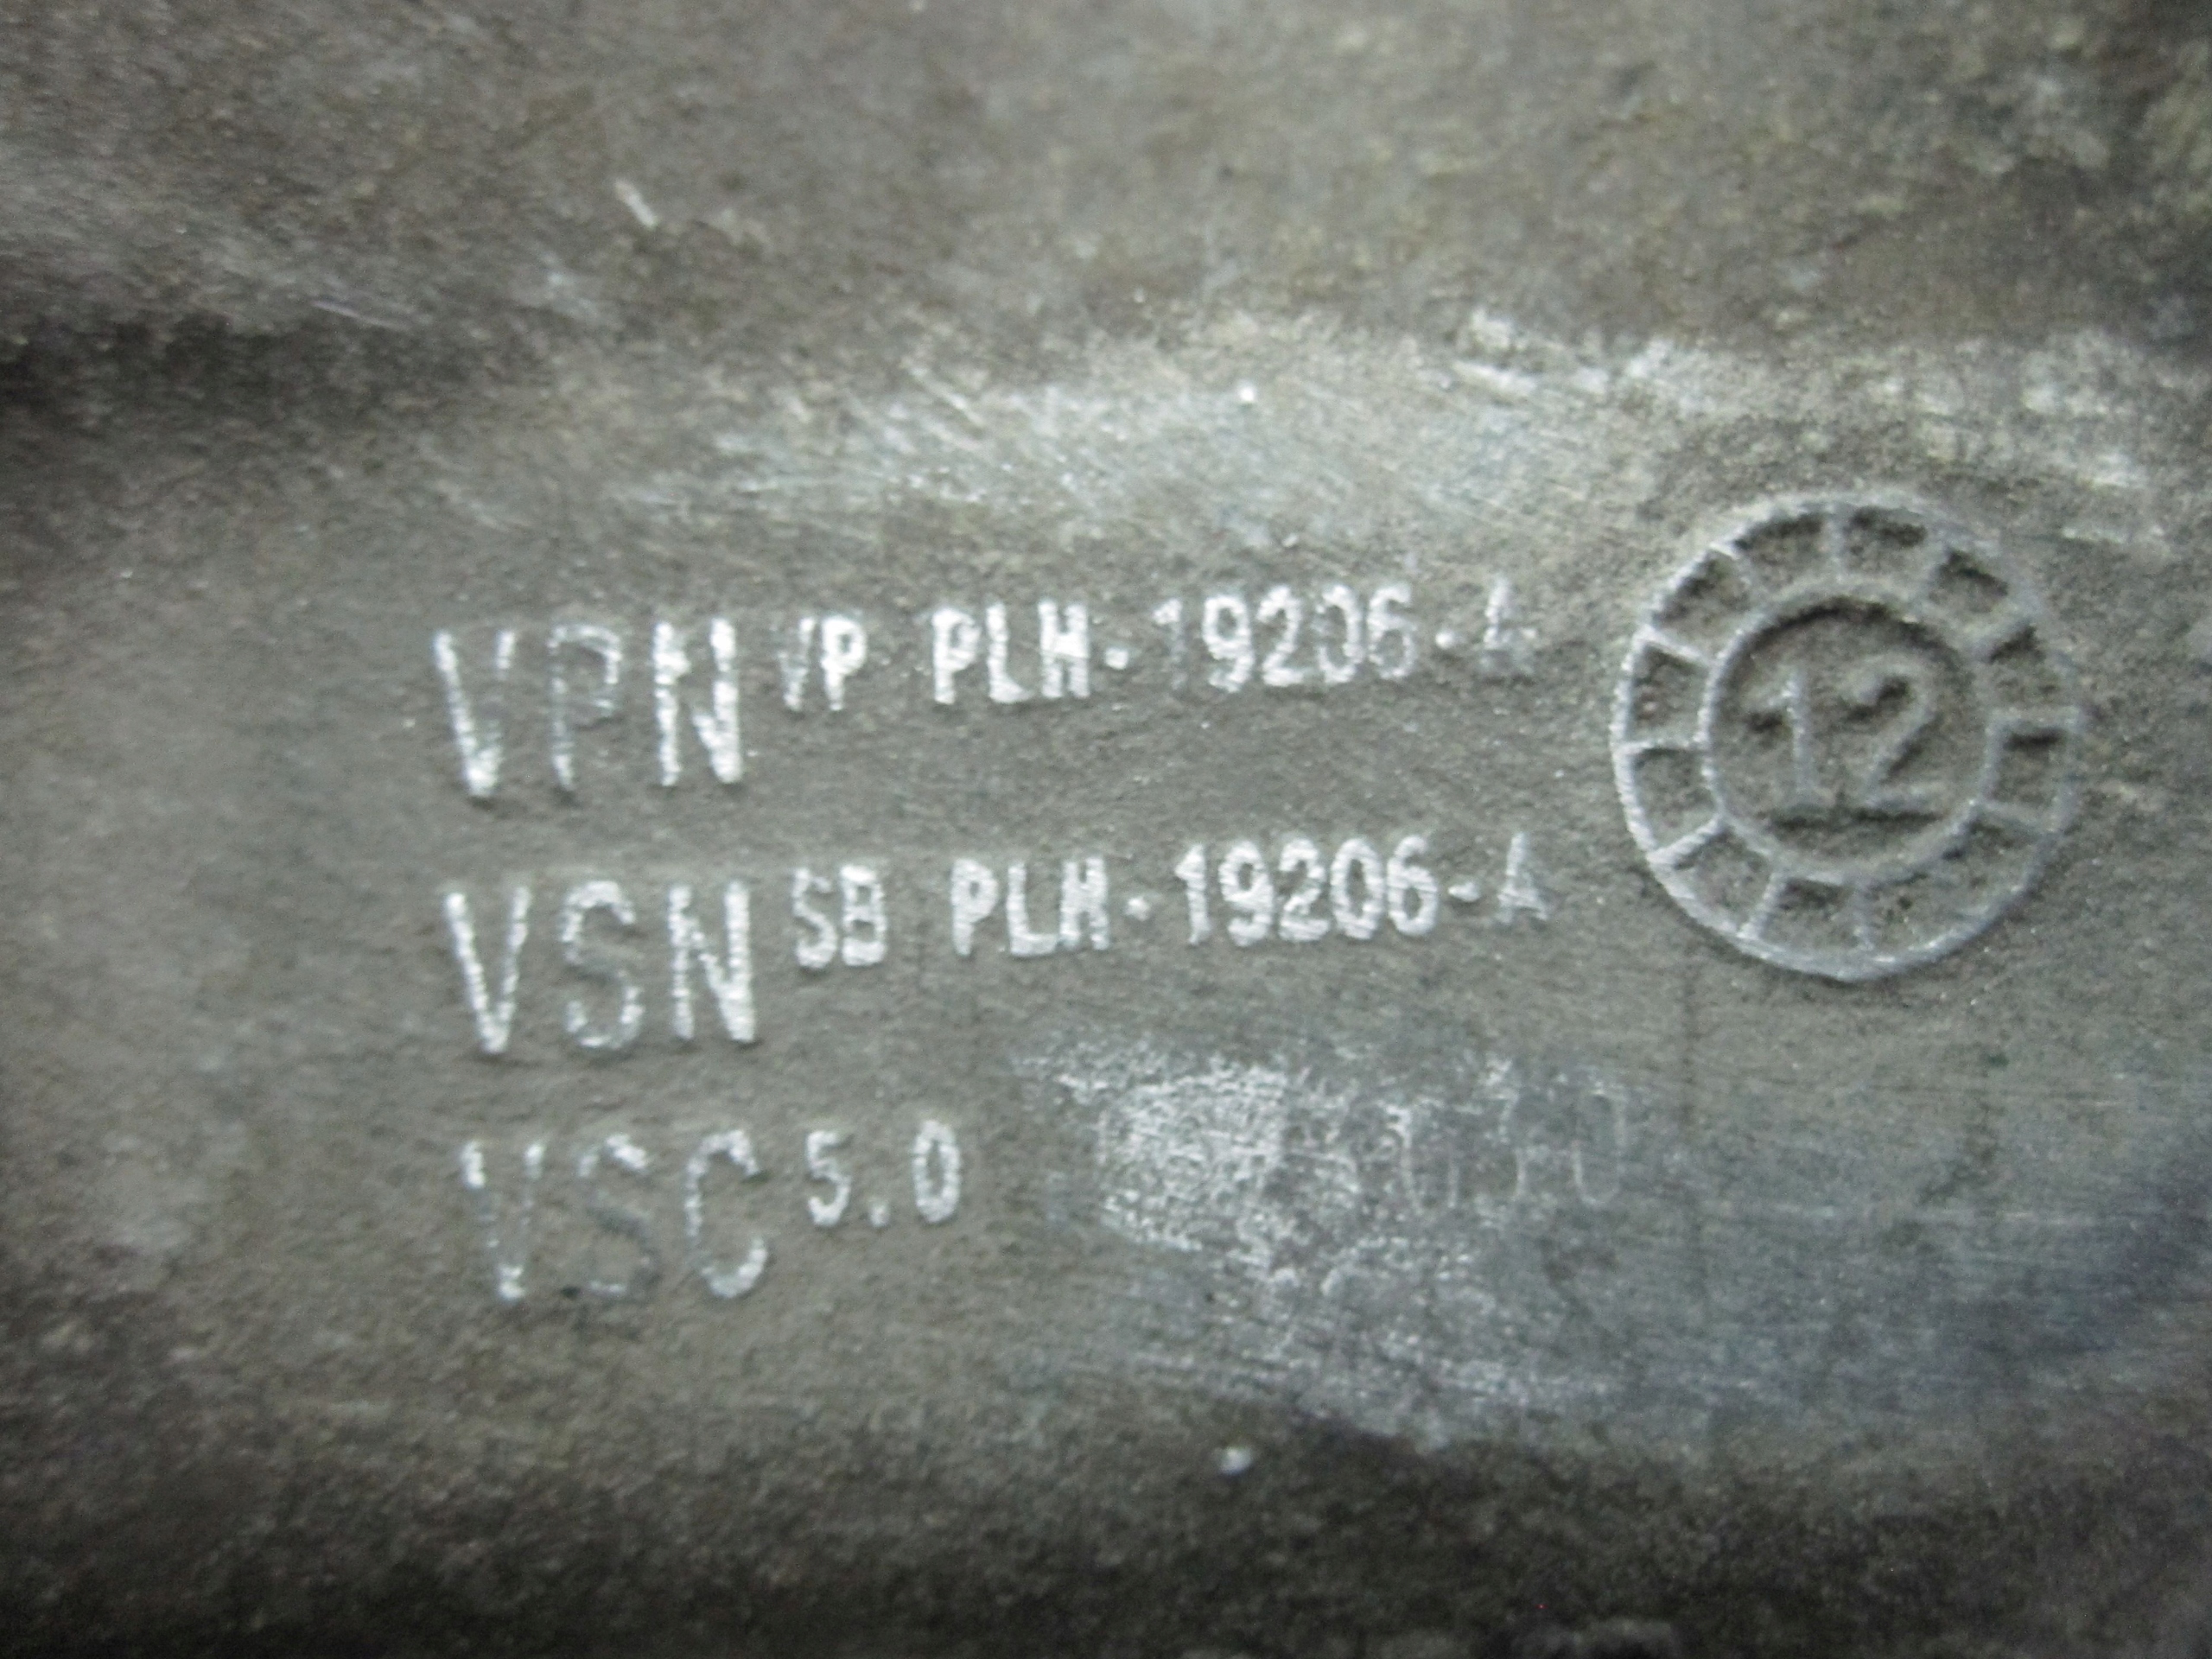 VPN VP PLH-19206-A
12
VSN SB PLH-19206-A
VSC 5.0